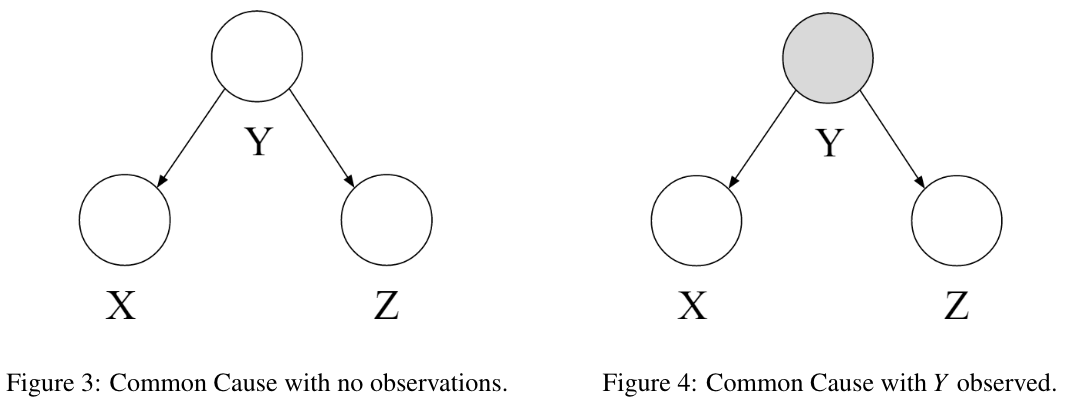 Y
X
Z
Figure 3: Common Cause with no observations.
Y
X
Z
Figure 4: Common Cause with Y observed.